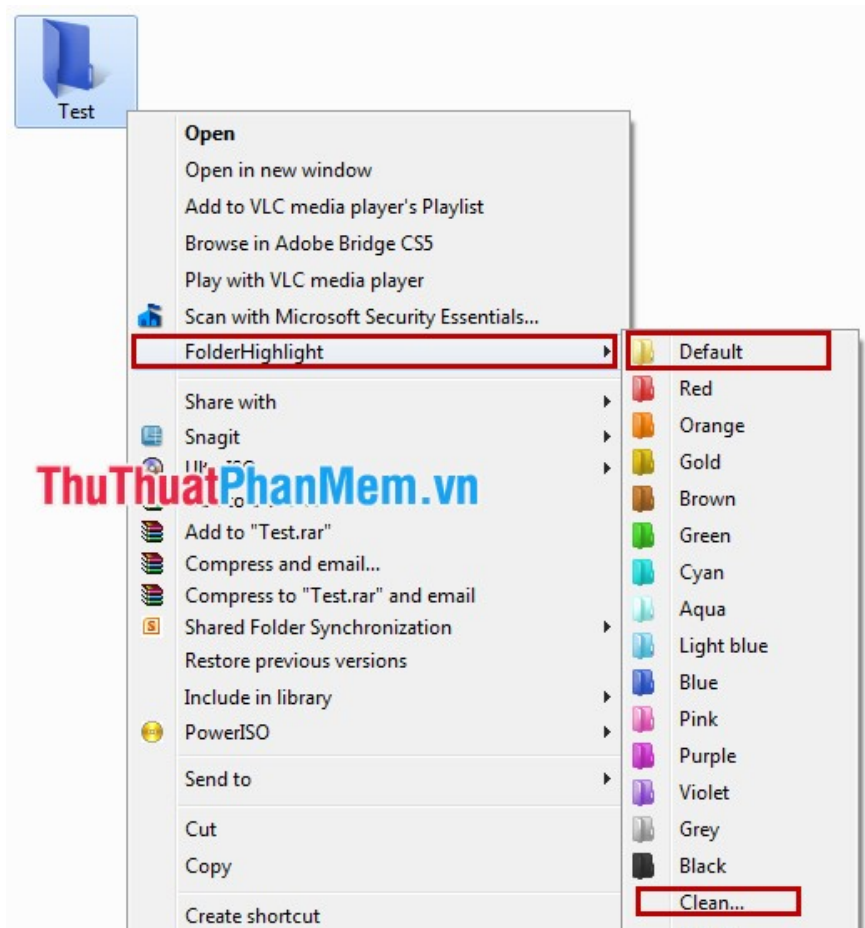 Test
Open
Open in new window
Add to VLC media player's Playlist
Browse in Adobe Bridge CS5
Play with VLC media player
Scan with Microsoft Security Essentials...
FolderHighlight
Share with
Snagit
ThuThuatPhanMem.vn
Add to "Test.rar"
Compress and email...
Compress to "Test.rar" and email
Shared Folder Synchronization
Restore previous versions
Include in library
PowerISO
Send to
Cut
Copy
Create shortcut
Default
Red
Orange
Gold
Brown
Green
Cyan
Aqua
Light blue
Blue
Pink
Purple
Violet
Grey
Black
Clean...